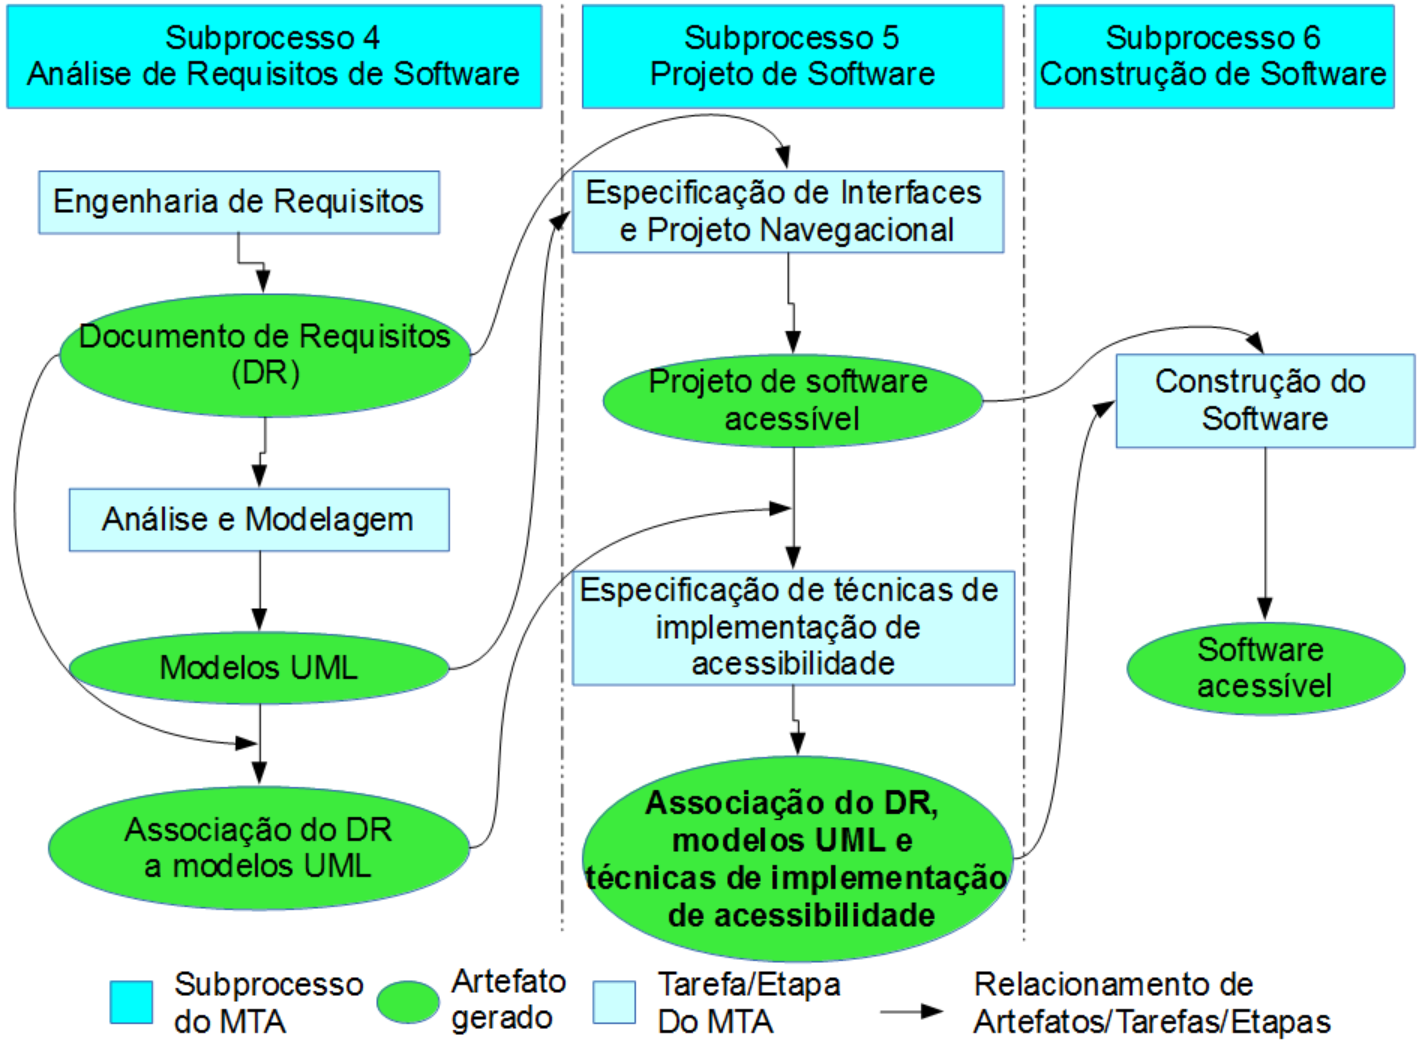 Subprocesso 4
Análise de Requisitos de Software
Subprocesso 5
Projeto de Software
Subprocesso 6
Construção de Software
Engenharia de Requisitos
Documento de Requisitos
(DR)
Análise e Modelagem
Modelos UML
Associação do DR
a modelos UML
Especificação de Interfaces
e Projeto Navegacional
Projeto de software
acessível
Especificação de técnicas de
implementação de
acessibilidade
Associação do DR,
modelos UML e
técnicas de implementação
de acessibilidade
Construção do
Software
Software
acessível
Subprocesso
do MTA
Artefato
gerado
Tarefa/Etapa
Do MTA
Relacionamento de
Artefatos/Tarefas/Etapas